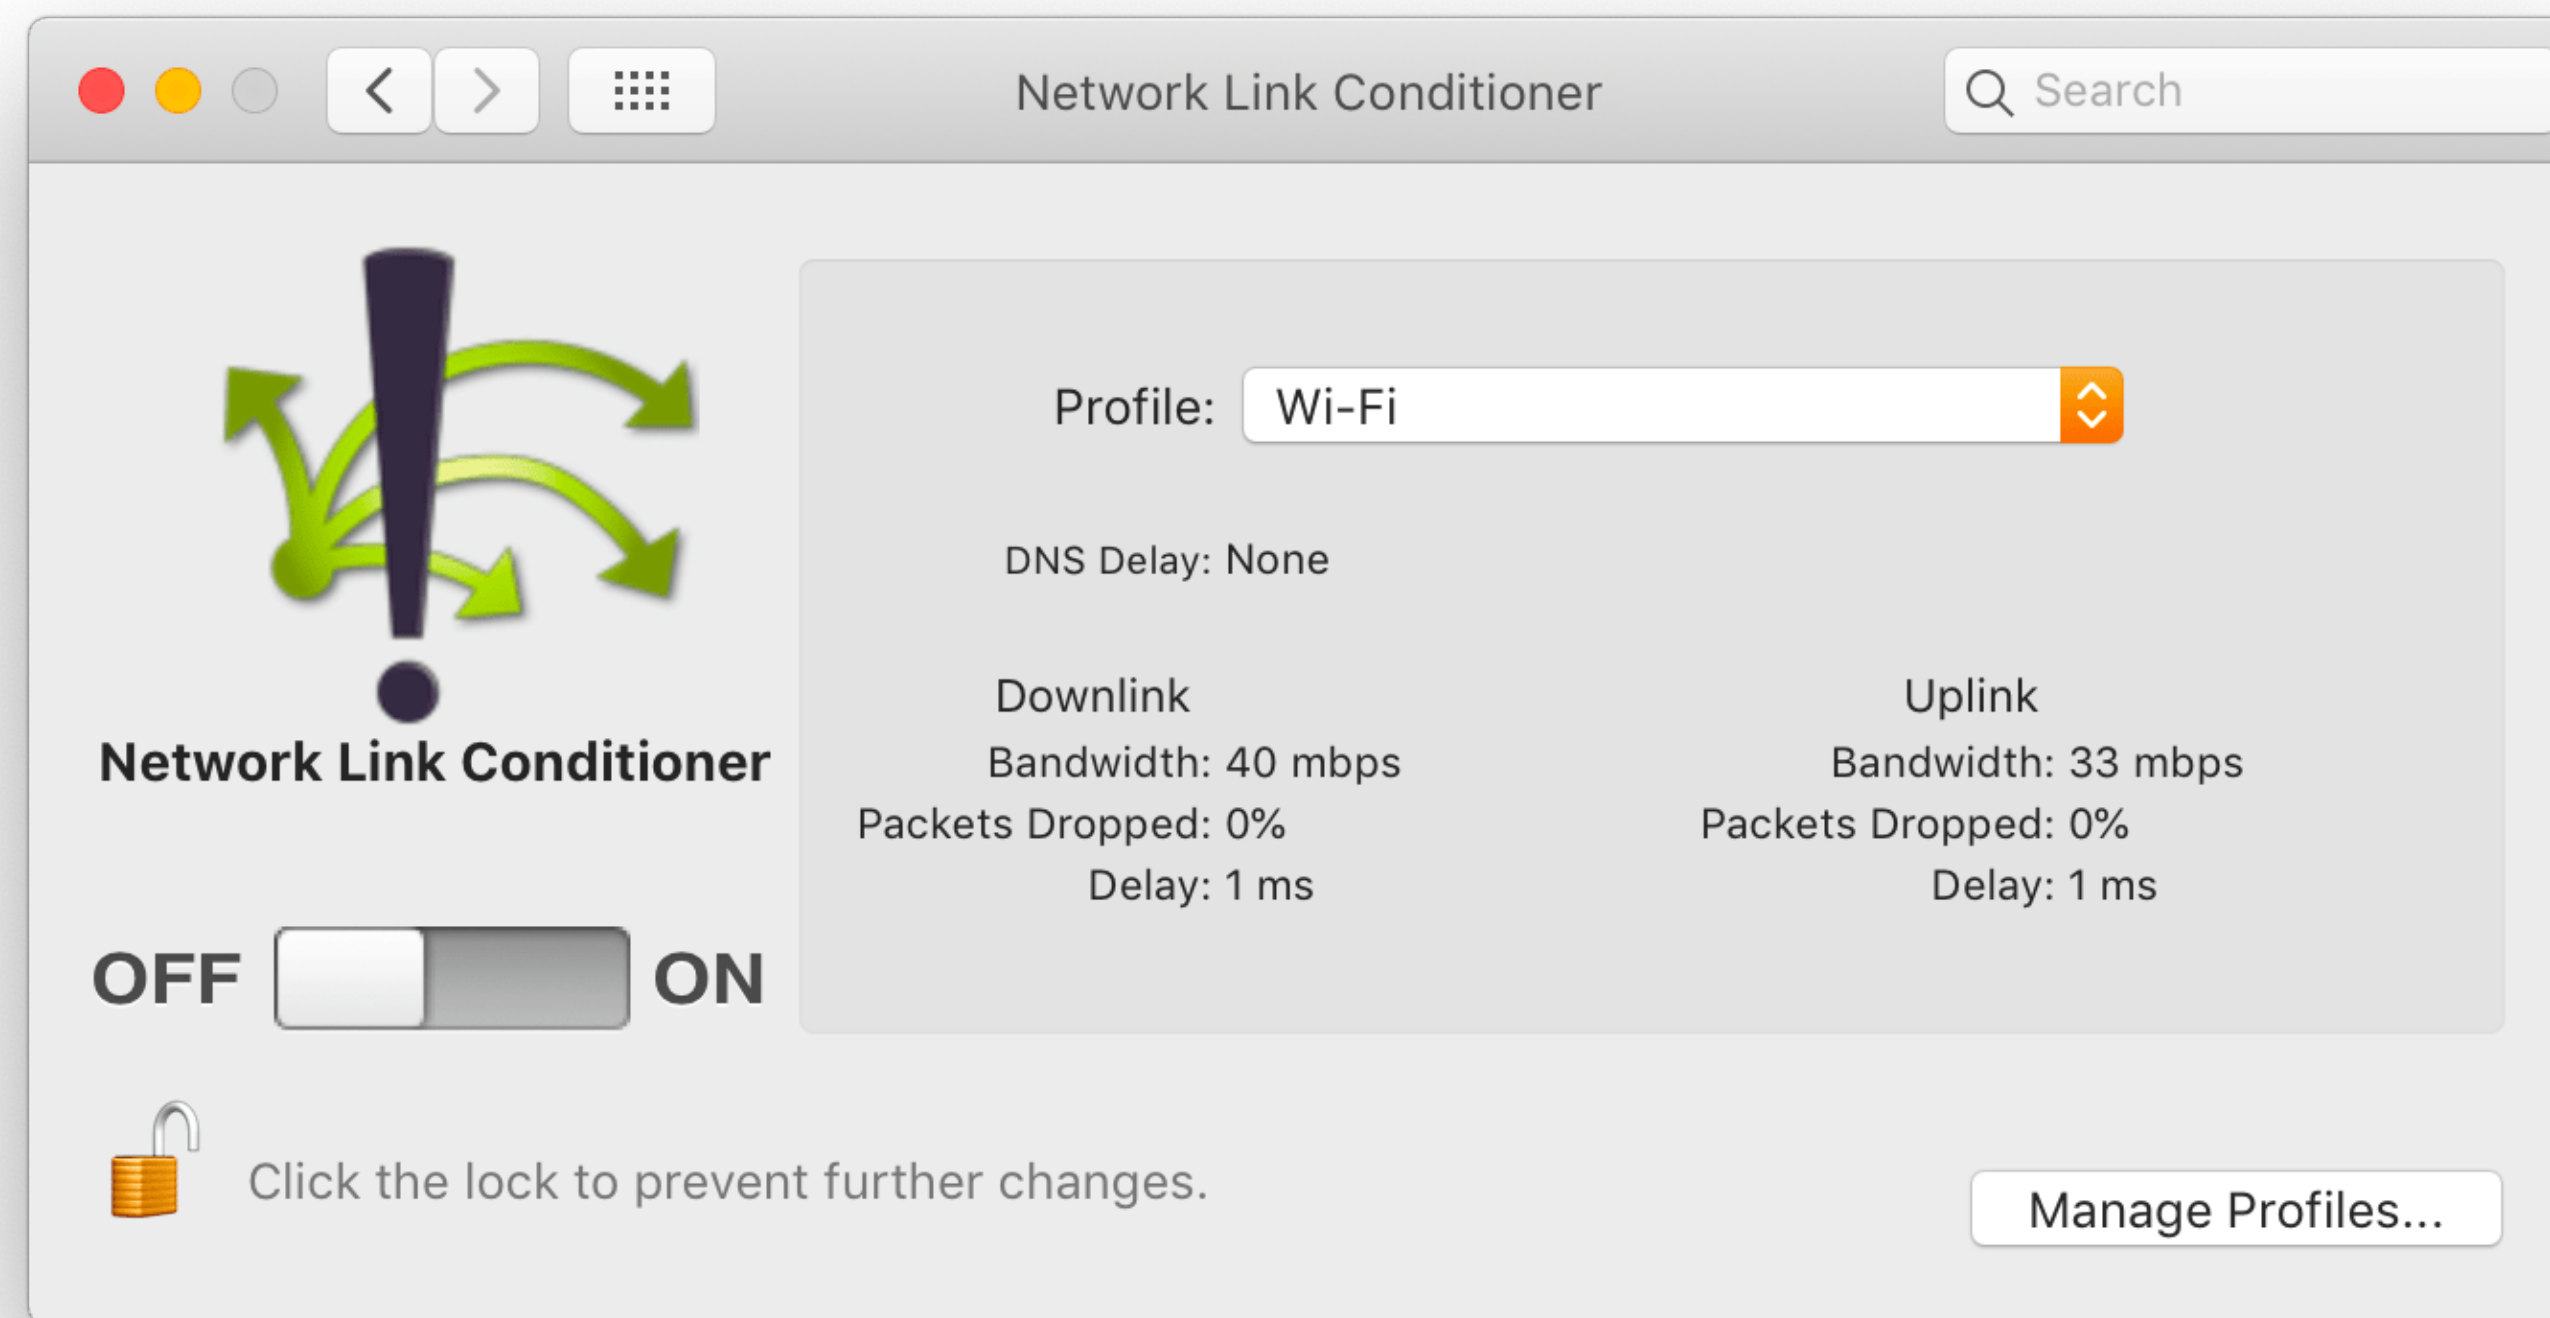 Network Link Conditioner
Search
Profile: Wi-Fi
DNS Delay: None
Downlink
Bandwidth: 40 mbps
Packets Dropped: 0%
Delay: 1 ms
Uplink
Bandwidth: 33 mbps
Packets Dropped: 0%
Delay: 1 ms
Network Link Conditioner
OFF ON
Click the lock to prevent further changes.
Manage Profiles...